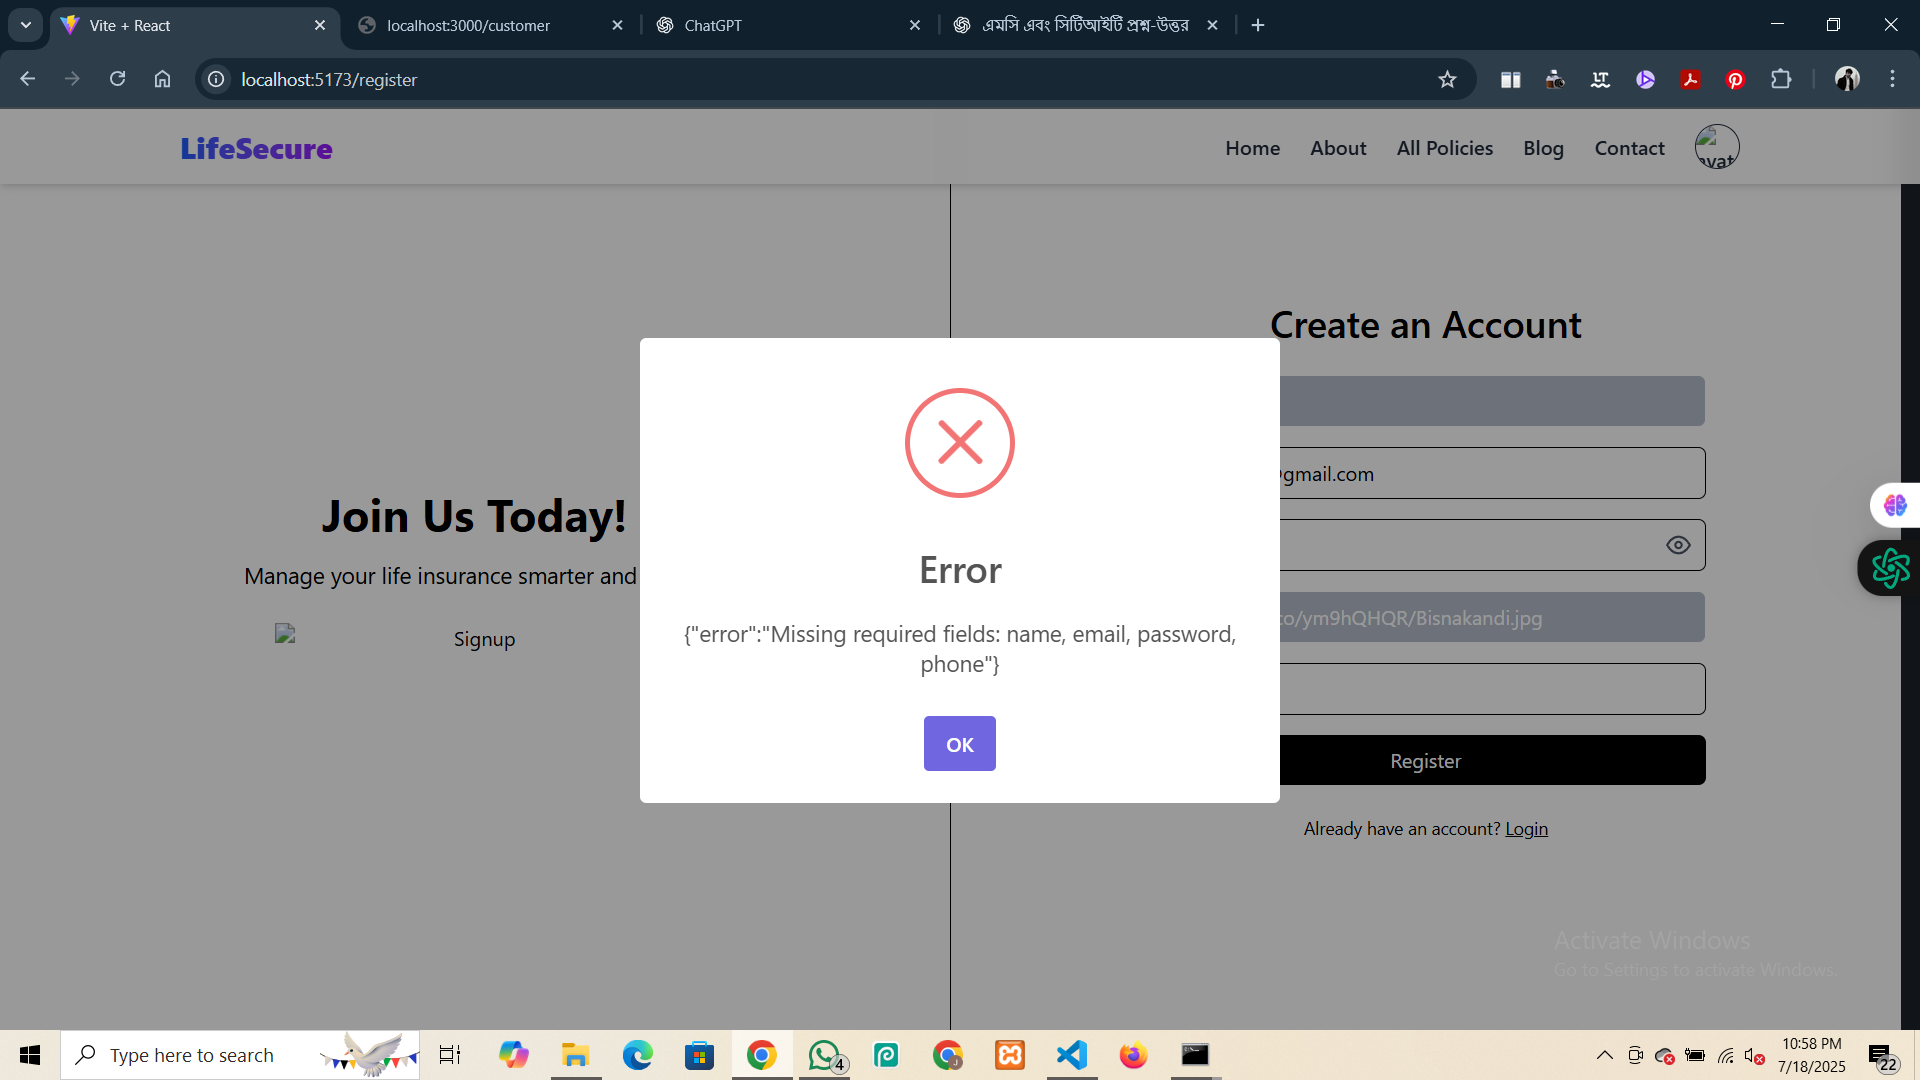 Vite + React
localhost:3000/customer
ChatGPT
এমসি এবং সিটিআইটি প্রশ্ন-উত্তর
localhost:5173/register
LifeSecure
Home
About
All Policies
Blog
Contact
avat
Create an Account
@gmail.com
Join Us Today!
Manage your life insurance smarter and
Signup
Error
{"error":"Missing required fields: name, email, password,
phone"}
OK
co/ym9hQHQR/Bisnakandi.jpg
Register
Already have an account? Login
Activate Windows
Go to Settings to activate Windows.
Type here to search
4
10:58 PM
7/18/2025
22